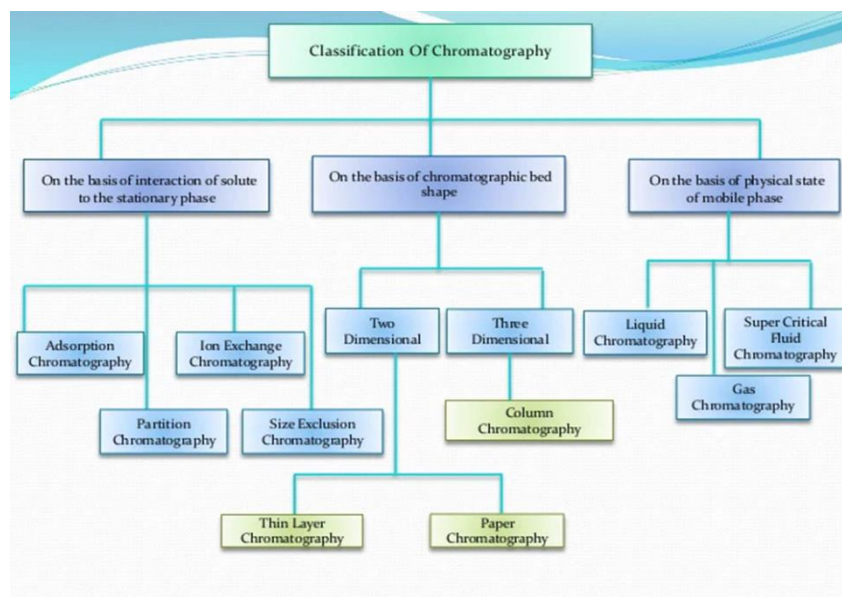 Classification Of Chromatography
On the basis of interaction of solute
to the stationary phase
On the basis of chromatographic bed
shape
On the basis of physical state
of mobile phase
Adsorption
Chromatography
Ion Exchange
Chromatography
Partition
Chromatography
Size Exclusion
Chromatography
Two
Dimensional
Three
Dimensional
Column
Chromatography
Thin Layer
Chromatography
Paper
Chromatography
Liquid
Chromatography
Super Critical
Fluid
Chromatography
Gas
Chromatography